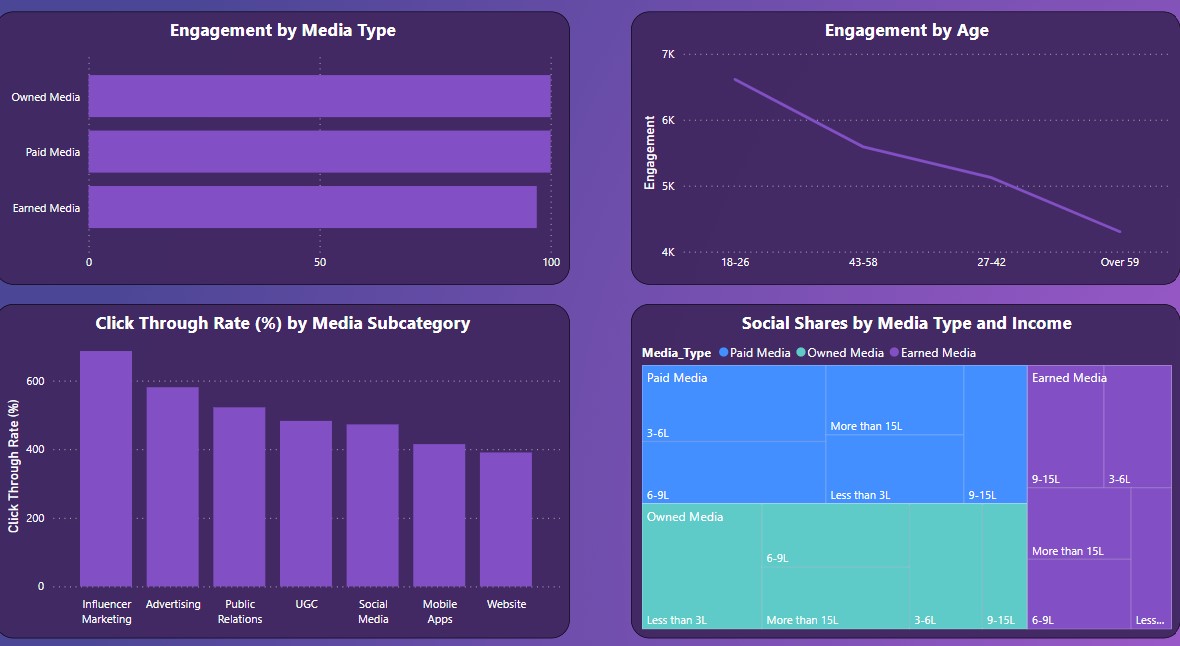 Engagement by Media Type
Owned Media
Paid Media
Earned Media
0
50
100
Engagement by Age
Engagement
7K
6K
5K
4K
18-26
43-58
27-42
Over 59
Click Through Rate (%) by Media Subcategory
Click Through Rate (%)
600
400
200
0
Influencer
Marketing
Advertising
Public
Relations
UGC
Social
Media
Mobile
Apps
Website
Social Shares by Media Type and Income
Media_Type Paid Media Owned Media Earned Media
Paid Media
3-6L
6-9L
More than 15L
Less than 3L
9-15L
Owned Media
Less than 3L
6-9L
More than 15L
3-6L
9-15L
Earned Media
9-15L
3-6L
More than 15L
6-9L
Less...